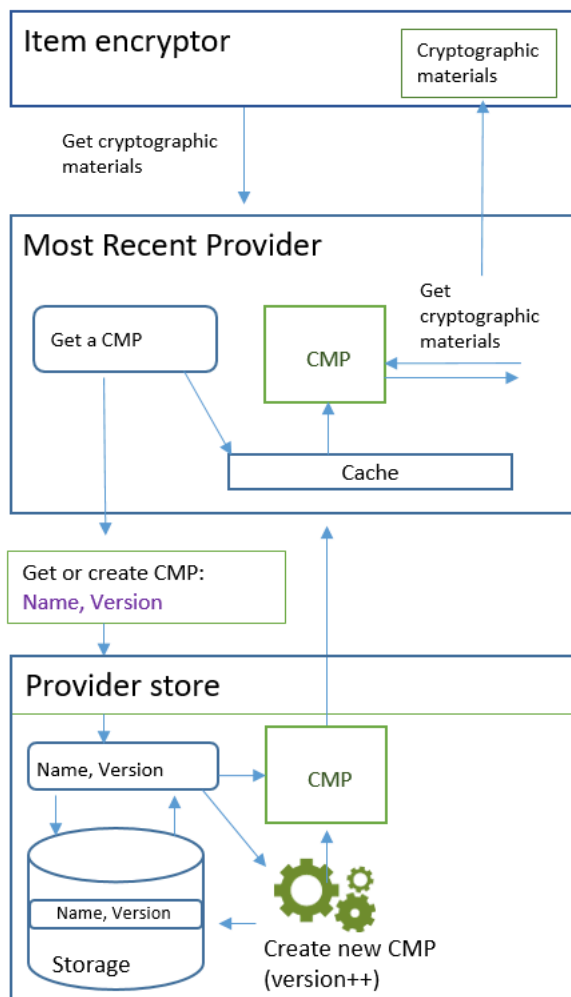 Item encryptor
Cryptographic
materials
Get cryptographic
materials
Most Recent Provider
Get a CMP
CMP
Get
cryptographic
materials
Cache
Get or create CMP:
Name, Version
Provider store
Name, Version
CMP
Name, Version
Storage
Create new CMP
(version++)